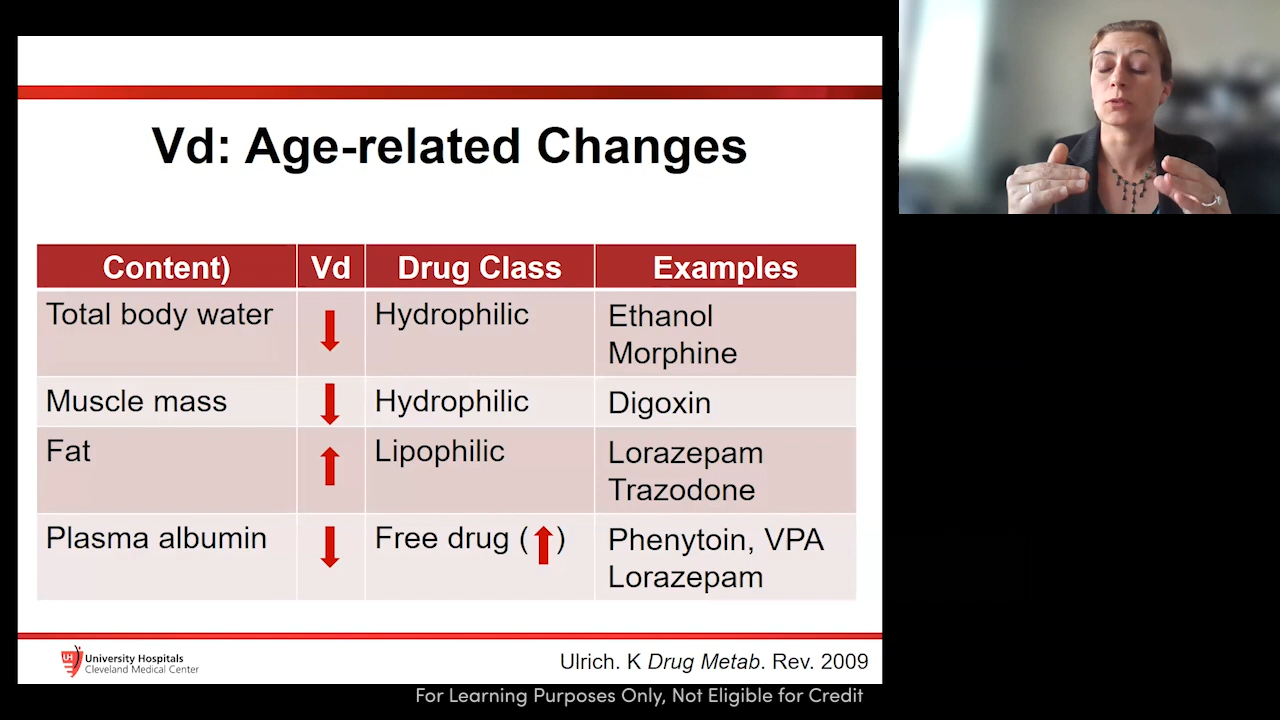 Vd: Age-related Changes
Content) Vd Drug Class Examples
Total body water Hydrophilic Ethanol
Morphine
Muscle mass Hydrophilic Digoxin
Fat Lipophilic Lorazepam
Trazodone
Plasma albumin Free drug ( ) Phenytoin, VPA
Lorazepam
UH University Hospitals
Cleveland Medical Center
Ulrich. K Drug Metab. Rev. 2009
For Learning Purposes Only, Not Eligible for Credit